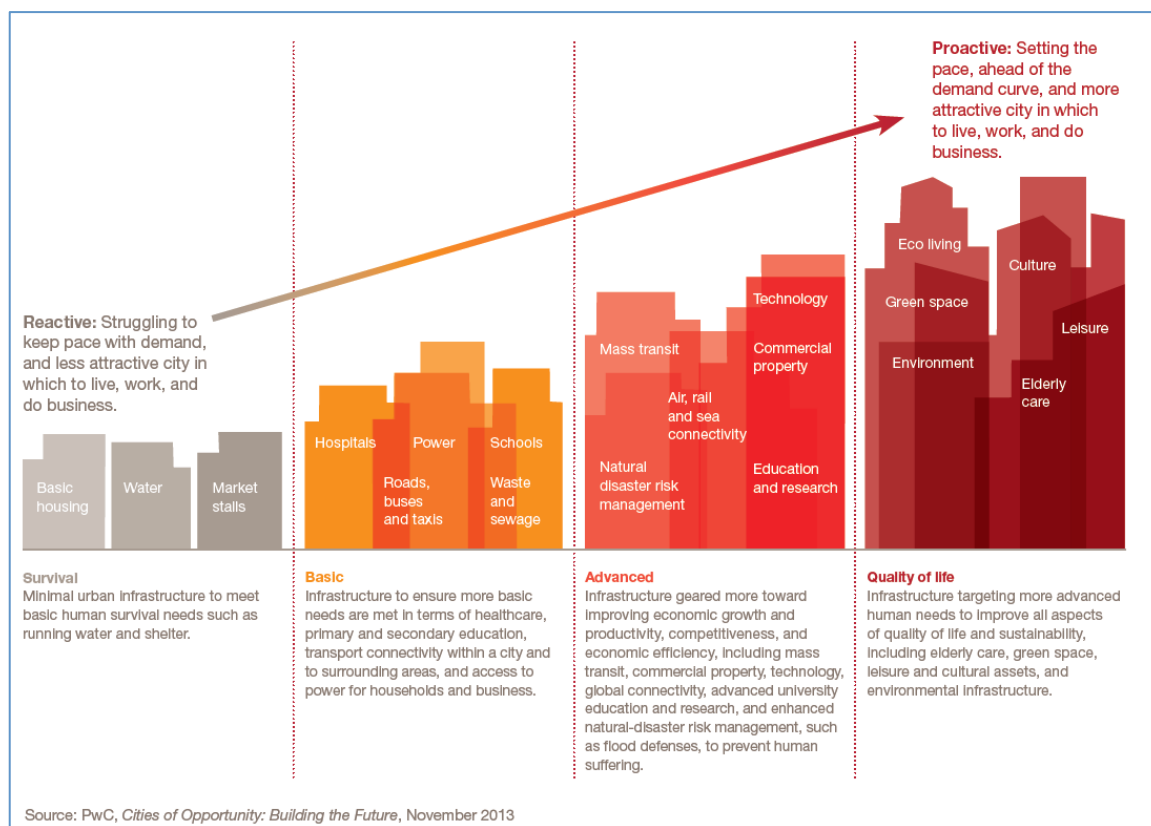 Proactive: Setting the
pace, ahead of the
demand curve, and more
attractive city in which
to live, work, and do
business.
Reactive: Struggling to
keep pace with demand,
and less attractive city in
which to live, work, and
do business.
Basic
housing
Water
Market
stalls
Hospitals
Power
Schools
Roads,
buses
and taxis
Waste
and
sewage
Mass transit
Technology
Commercial
property
Air, rail
and sea
connectivity
Natural
disaster risk
management
Education
and research
Eco living
Culture
Green space
Leisure
Environment
Elderly
care
Survival
Minimal urban infrastructure to meet
basic human survival needs such as
running water and shelter.
Basic
Infrastructure to ensure more basic
needs are met in terms of healthcare,
primary and secondary education,
transport connectivity within a city and
to surrounding areas, and access to
power for households and business.
Advanced
Infrastructure geared more toward
improving economic growth and
productivity, competitiveness, and
economic efficiency, including mass
transit, commercial property, technology,
global connectivity, advanced university
education and research, and enhanced
natural-disaster risk management, such
as flood defenses, to prevent human
suffering.
Quality of life
Infrastructure targeting more advanced
human needs to improve all aspects
of quality of life and sustainability,
including elderly care, green space,
leisure and cultural assets, and
environmental infrastructure.
Source: PwC, Cities of Opportunity: Building the Future, November 2013